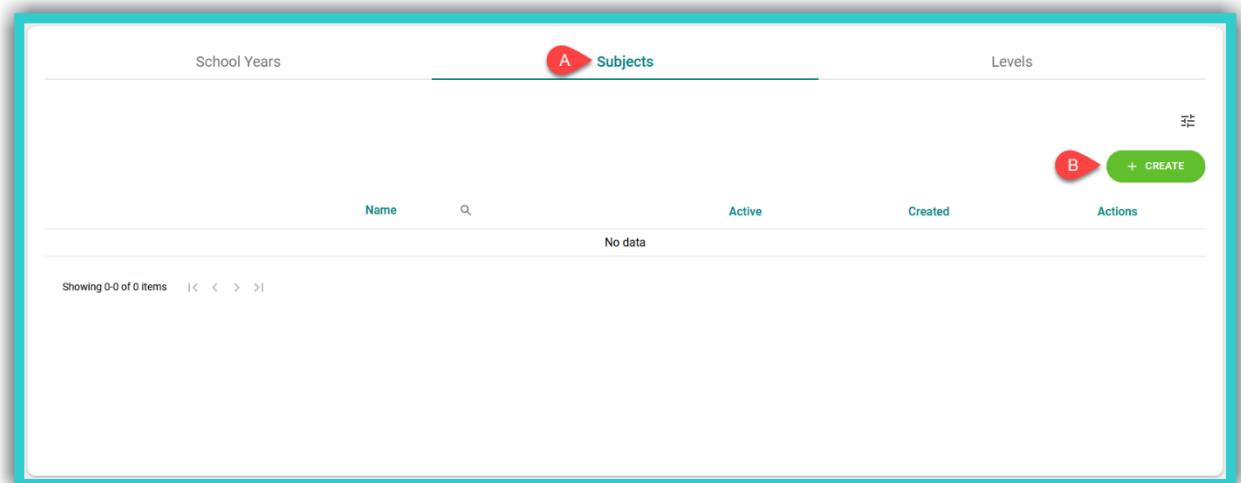 School Years A Subjects Levels
B + CREATE
Name Active Created Actions
No data
Showing 0-0 of 0 items